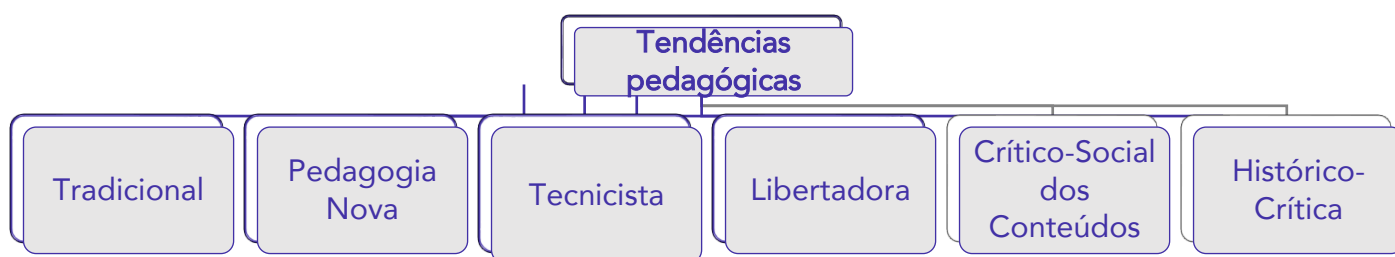 Tendências
pedagógicas
Tradicional
Pedagogia
Nova
Tecnicista
Libertadora
Crítico-Social
dos
Conteúdos
Histórico-
Crítica